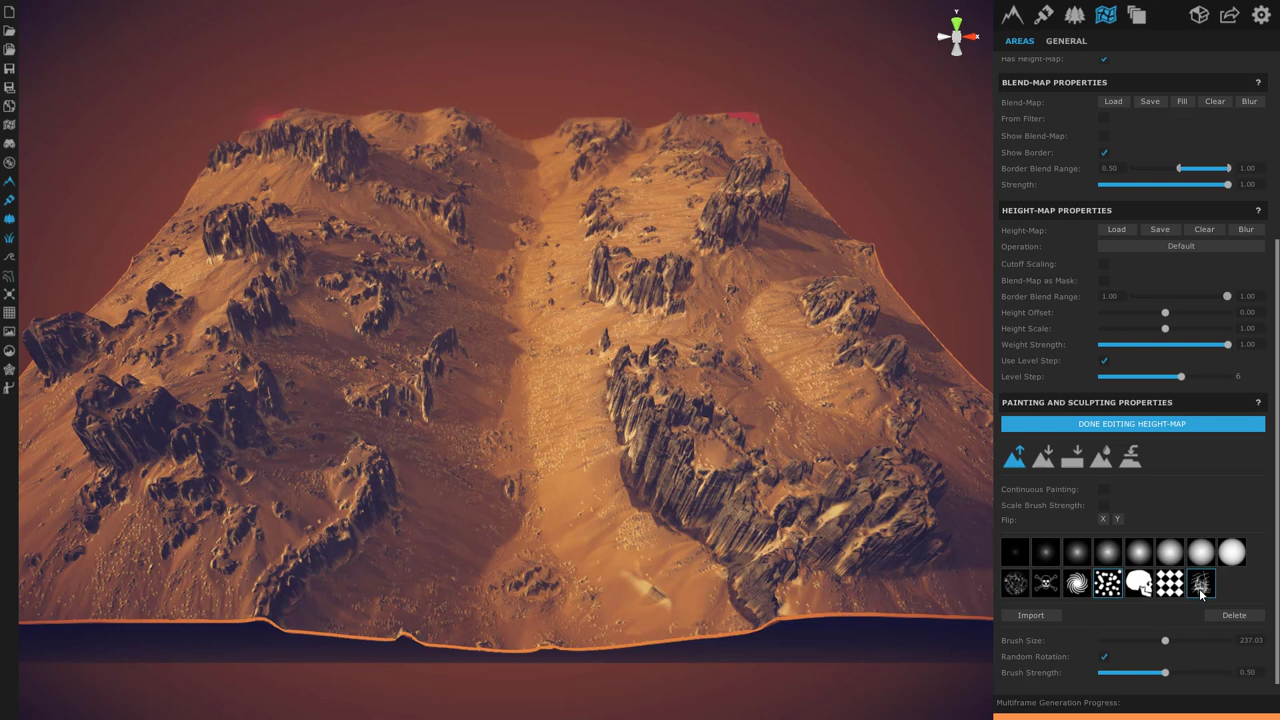 Y
X
AREAS GENERAL
Has Height-Map:
BLEND-MAP PROPERTIES ?
Blend-Map: Load Save Fill Clear Blur
From Filter:
Show Blend-Map:
Show Border:
Border Blend Range: 0.50 1.00
Strength: 1.00
HEIGHT-MAP PROPERTIES ?
Height-Map: Load Save Clear Blur
Operation: Default
Cutoff Scaling:
Blend-Map as Mask:
Border Blend Range: 1.00 1.00
Height Offset: 0.00
Height Scale: 1.00
Weight Strength: 1.00
Use Level Step:
Level Step: 6
PAINTING AND SCULPTING PROPERTIES ?
DONE EDITING HEIGHT-MAP
Continuous Painting:
Scale Brush Strength:
Flip: X Y
Import Delete
Brush Size: 237.03
Random Rotation:
Brush Strength: 0.50
Multiframe Generation Progress: